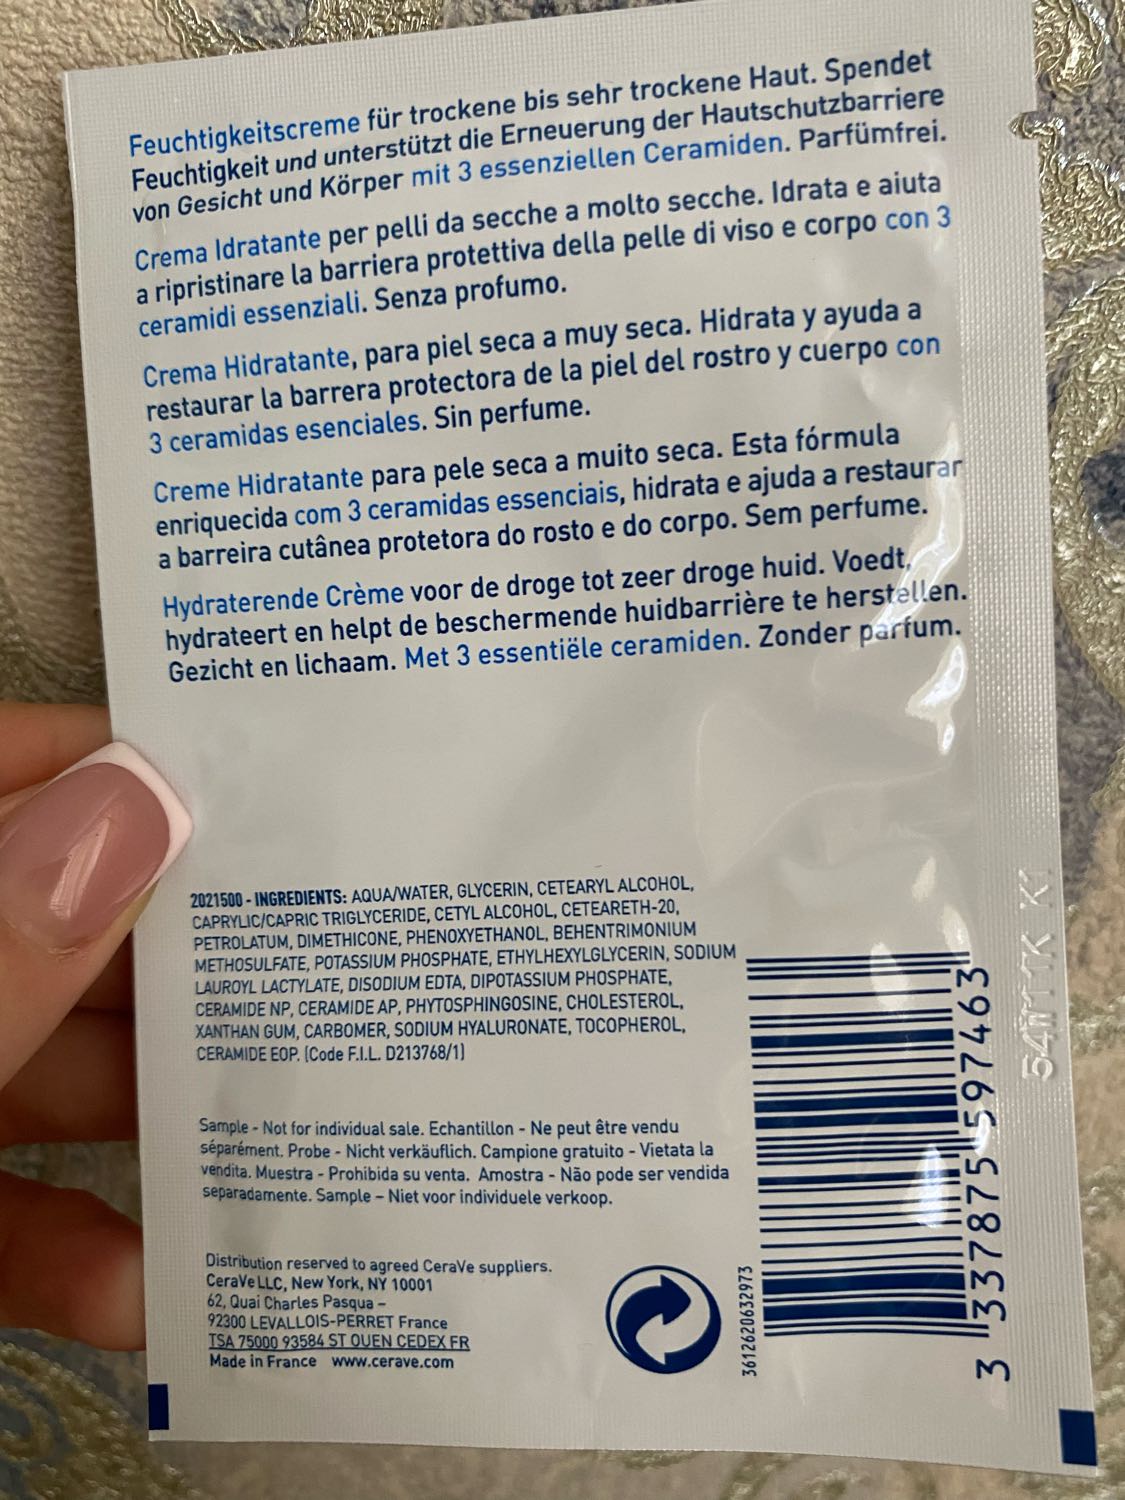 Feuchtigkeitscreme für trockene bis sehr trockene Haut. Spendet
Feuchtigkeit und unterstützt die Erneuerung der Hautschutzbarriere
von Gesicht und Körper mit 3 essenziellen Ceramiden. Parfümfrei.
Crema Idratante per pelli da secche a molto secche. Idrata e aiuta
a ripristinare la barriera protettiva della pelle di viso e corpo con 3
ceramidi essenziali. Senza profumo.
Crema Hidratante, para piel seca a muy seca. Hidrata y ayuda a
restaurar la barrera protectora de la piel del rostro y cuerpo con
3 ceramidas esenciales. Sin perfume.
Creme Hidratante para pele seca a muito seca. Esta fórmula
enriquecida com 3 ceramidas essenciais, hidrata e ajuda a restaurar
a barreira cutânea protetora do rosto e do corpo. Sem perfume.
Hydraterende Crème voor de droge tot zeer droge huid. Voedt,
hydrateert en helpt de beschermende huidbarrière te herstellen.
Gezicht en lichaam. Met 3 essentiële ceramiden. Zonder parfum.
2021500 - INGREDIENTS: AQUA/WATER, GLYCERIN, CETEARYL ALCOHOL,
CAPRYLIC/CAPRIC TRIGLYCERIDE, CETYL ALCOHOL, CETEARETH-20,
PETROLATUM, DIMETHICONE, PHENOXYETHANOL, BEHENTRIMONIUM
METHOSULFATE, POTASSIUM PHOSPHATE, ETHYLHEXYLGLYCERIN, SODIUM
LAUROYL LACTYLATE, DISODIUM EDTA, DIPOTASSIUM PHOSPHATE,
CERAMIDE NP, CERAMIDE AP, PHYTOSPHINGOSINE, CHOLESTEROL,
XANTHAN GUM, CARBOMER, SODIUM HYALURONATE, TOCOPHEROL,
CERAMIDE EOP. (Code F.I.L. D213768/1)
Sample - Not for individual sale. Echantillon - Ne peut être vendu
séparément. Probe - Nicht verkäuflich. Campione gratuito - Vietata la
vendita. Muestra - Prohibida su venta. Amostra - Não pode ser vendida
separadamente. Sample – Niet voor individuele verkoop.
Distribution reserved to agreed CeraVe suppliers.
CeraVe LLC, New York, NY 10001
62, Quai Charles Pasqua –
92300 LEVALLOIS-PERRET France
TSA 75000 93584 ST OUEN CEDEX FR
Made in France www.cerave.com
3612620632973
3 337875 597463